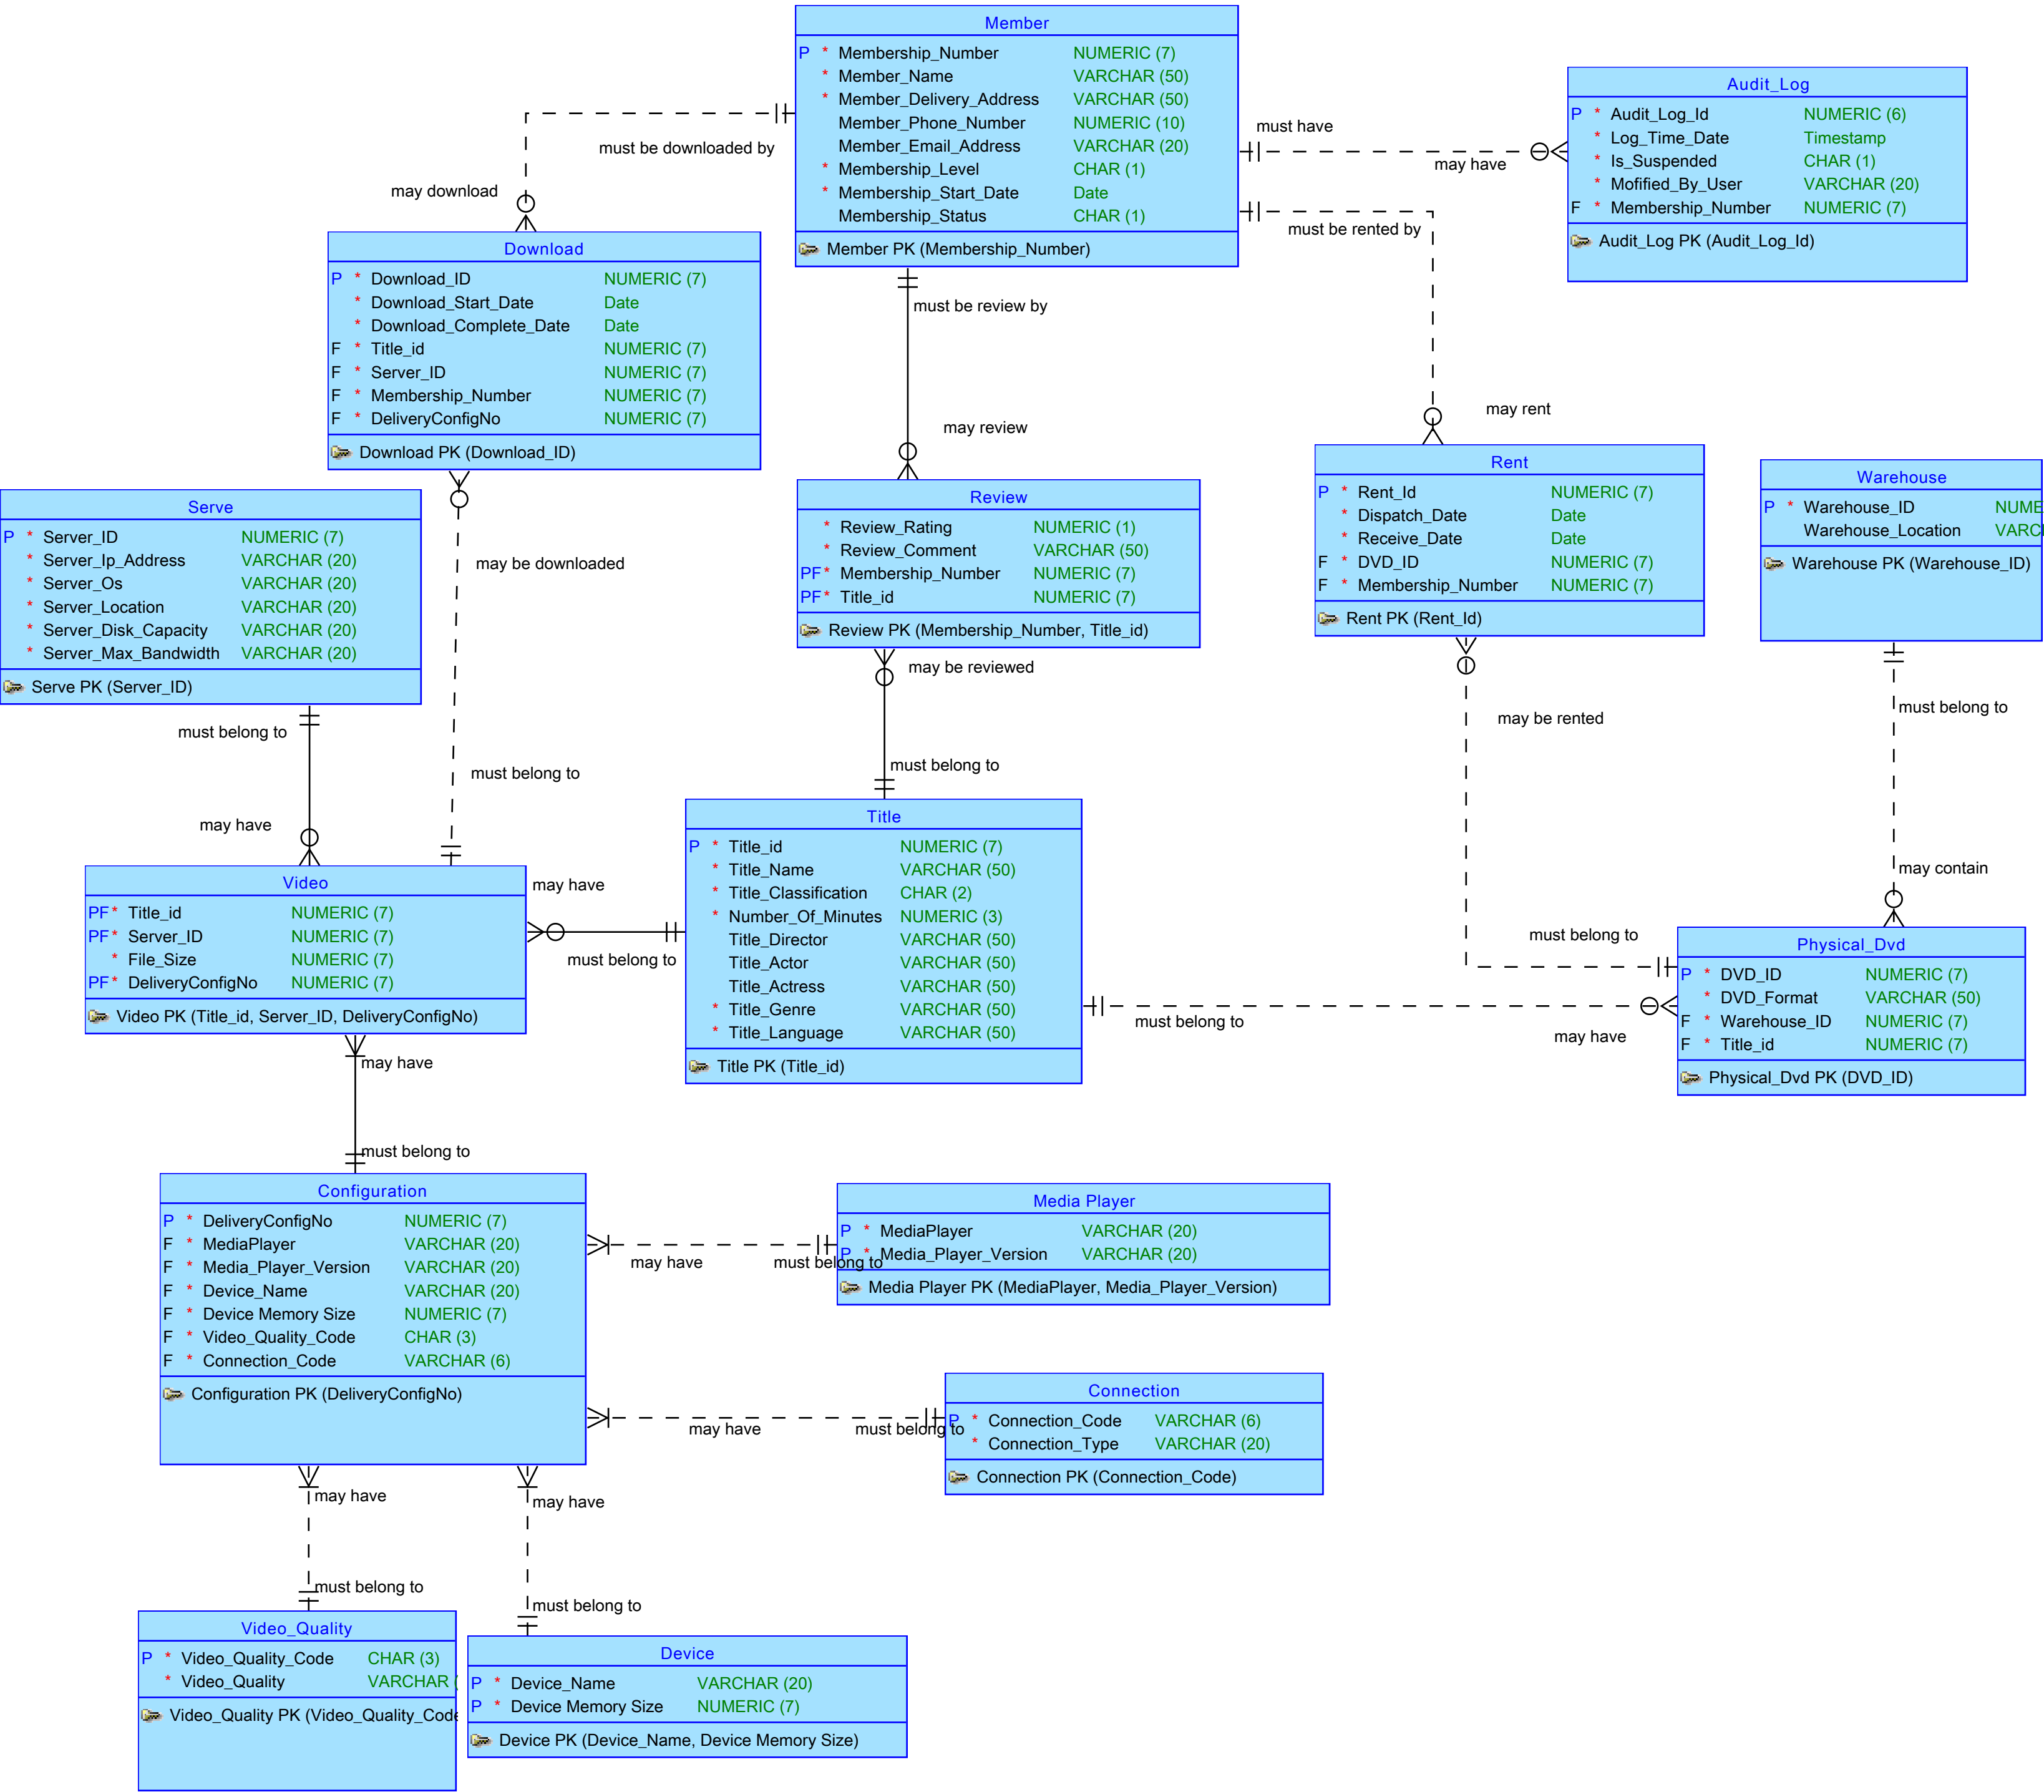 Member
P * Membership_Number NUMERIC (7)
* Member_Name VARCHAR (50)
* Member_Delivery_Address VARCHAR (50)
Member_Phone_Number NUMERIC (10)
Member_Email_Address VARCHAR (20)
* Membership_Level CHAR (1)
* Membership_Start_Date Date
Membership_Status CHAR (1)
Member PK (Membership_Number)
Audit_Log
P * Audit_Log_Id NUMERIC (6)
* Log_Time_Date Timestamp
* Is_Suspended CHAR (1)
* Mofified_By_User VARCHAR (20)
F * Membership_Number NUMERIC (7)
Audit_Log PK (Audit_Log_Id)
must have
may have
must be downloaded by
may download
must be rented by
may rent
must be review by
may review
Download
P * Download_ID NUMERIC (7)
* Download_Start_Date Date
* Download_Complete_Date Date
F * Title_id NUMERIC (7)
F * Server_ID NUMERIC (7)
F * Membership_Number NUMERIC (7)
F * DeliveryConfigNo NUMERIC (7)
Download PK (Download_ID)
Serve
P * Server_ID NUMERIC (7)
* Server_Ip_Address VARCHAR (20)
* Server_Os VARCHAR (20)
* Server_Location VARCHAR (20)
* Server_Disk_Capacity VARCHAR (20)
* Server_Max_Bandwidth VARCHAR (20)
Serve PK (Server_ID)
Review
* Review_Rating NUMERIC (1)
* Review_Comment VARCHAR (50)
PF * Membership_Number NUMERIC (7)
PF * Title_id NUMERIC (7)
Review PK (Membership_Number, Title_id)
Rent
P * Rent_Id NUMERIC (7)
* Dispatch_Date Date
* Receive_Date Date
F * DVD_ID NUMERIC (7)
F * Membership_Number NUMERIC (7)
Rent PK (Rent_Id)
Warehouse
P * Warehouse_ID NUME
Warehouse_Location VARC
Warehouse PK (Warehouse_ID)
may be downloaded
must belong to
must belong to
may have
may be reviewed
must belong to
may be rented
must belong to
must belong to
may contain
Video
PF * Title_id NUMERIC (7)
PF * Server_ID NUMERIC (7)
* File_Size NUMERIC (7)
PF * DeliveryConfigNo NUMERIC (7)
Video PK (Title_id, Server_ID, DeliveryConfigNo)
may have
must belong to
Title
P * Title_id NUMERIC (7)
* Title_Name VARCHAR (50)
* Title_Classification CHAR (2)
* Number_Of_Minutes NUMERIC (3)
Title_Director VARCHAR (50)
Title_Actor VARCHAR (50)
Title_Actress VARCHAR (50)
* Title_Genre VARCHAR (50)
* Title_Language VARCHAR (50)
Title PK (Title_id)
must belong to
may have
Physical_Dvd
P * DVD_ID NUMERIC (7)
* DVD_Format VARCHAR (50)
F * Warehouse_ID NUMERIC (7)
F * Title_id NUMERIC (7)
Physical_Dvd PK (DVD_ID)
may have
must belong to
Configuration
P * DeliveryConfigNo NUMERIC (7)
F * MediaPlayer VARCHAR (20)
F * Media_Player_Version VARCHAR (20)
F * Device_Name VARCHAR (20)
F * Device Memory Size NUMERIC (7)
F * Video_Quality_Code CHAR (3)
F * Connection_Code VARCHAR (6)
Configuration PK (DeliveryConfigNo)
may have
must belong to
Media Player
P * MediaPlayer VARCHAR (20)
P * Media_Player_Version VARCHAR (20)
Media Player PK (MediaPlayer, Media_Player_Version)
may have
must belong to
Connection
P * Connection_Code VARCHAR (6)
* Connection_Type VARCHAR (20)
Connection PK (Connection_Code)
may have
must belong to
may have
must belong to
Video_Quality
P * Video_Quality_Code CHAR (3)
* Video_Quality VARCHAR (
Video_Quality PK (Video_Quality_Code
Device
P * Device_Name VARCHAR (20)
P * Device Memory Size NUMERIC (7)
Device PK (Device_Name, Device Memory Size)